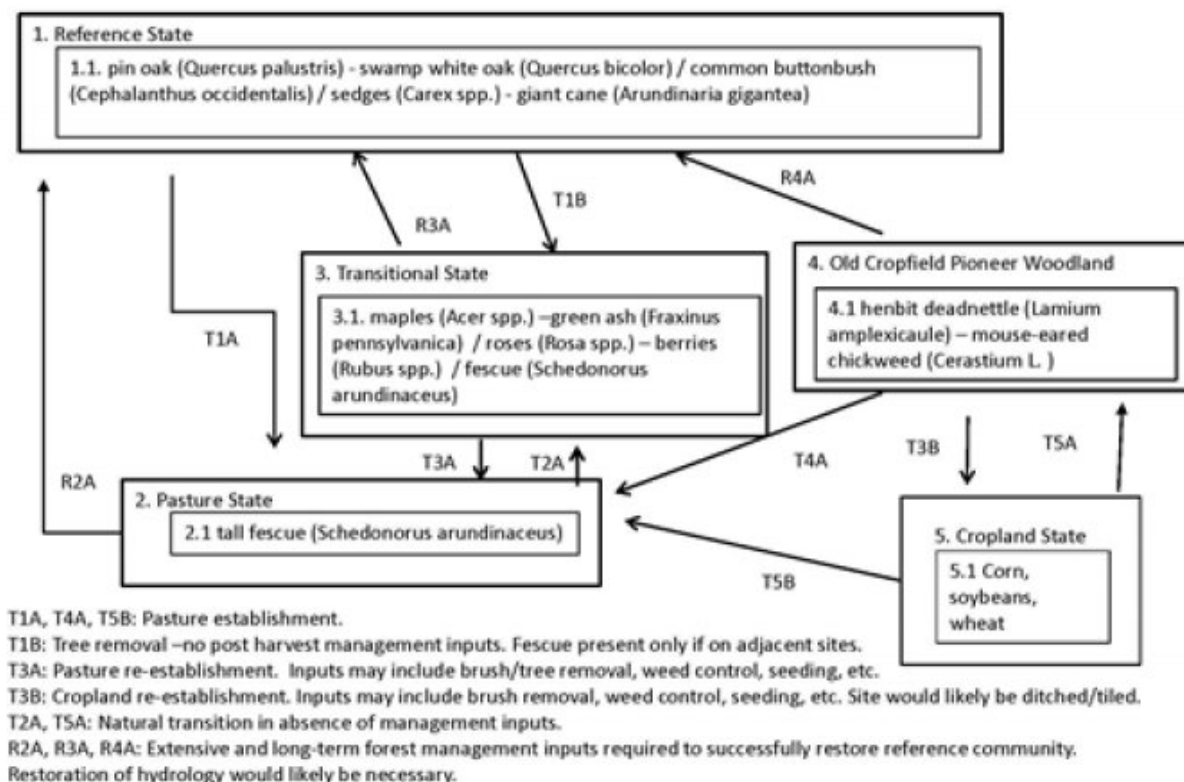 1. Reference State
1.1. pin oak (Quercus palustris) - swamp white oak (Quercus bicolor) / common buttonbush
(Cephalanthus occidentalis) / sedges (Carex spp.) - giant cane (Arundinaria gigantea)
R4A
T1B
R3A
3. Transitional State
3.1. maples (Acer spp.) –green ash (Fraxinus
pennsylvanica) / roses (Rosa spp.) – berries
(Rubus spp.) / fescue (Schedonorus
arundinaceus)
4. Old Cropfield Pioneer Woodland
4.1 henbit deadnettle (Lamium
amplexicaule) – mouse-eared
chickweed (Cerastium L. )
T1A
T3A
T2A
T4A
T3B
T5A
R2A
2. Pasture State
2.1 tall fescue (Schedonorus arundinaceus)
5. Cropland State
5.1 Corn,
soybeans,
wheat
T5B
T1A, T4A, T5B: Pasture establishment.
T1B: Tree removal –no post harvest management inputs. Fescue present only if on adjacent sites.
T3A: Pasture re-establishment. Inputs may include brush/tree removal, weed control, seeding, etc.
T3B: Cropland re-establishment. Inputs may include brush removal, weed control, seeding, etc. Site would likely be ditched/tiled.
T2A, T5A: Natural transition in absence of management inputs.
R2A, R3A, R4A: Extensive and long-term forest management inputs required to successfully restore reference community.
Restoration of hydrology would likely be necessary.